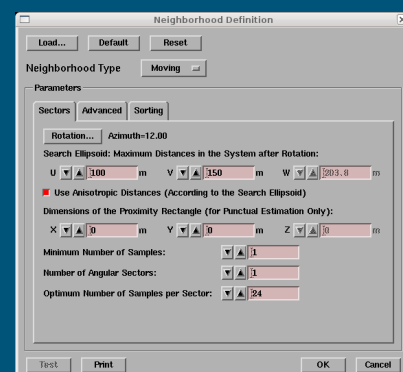 Neighborhood Definition
Load... Default Reset
Neighborhood Type Moving
Parameters
Sectors Advanced Sorting
Rotation... Azimuth=12.00
Search Ellipsoid: Maximum Distances in the System after Rotation:
U 100 m V 150 m W 203.8 m
Use Anisotropic Distances (According to the Search Ellipsoid)
Dimensions of the Proximity Rectangle (for Punctual Estimation Only):
X 0 m Y 0 m Z 0 m
Minimum Number of Samples: 1
Number of Angular Sectors: 1
Optimum Number of Samples per Sector: 24
Test Print OK Cancel